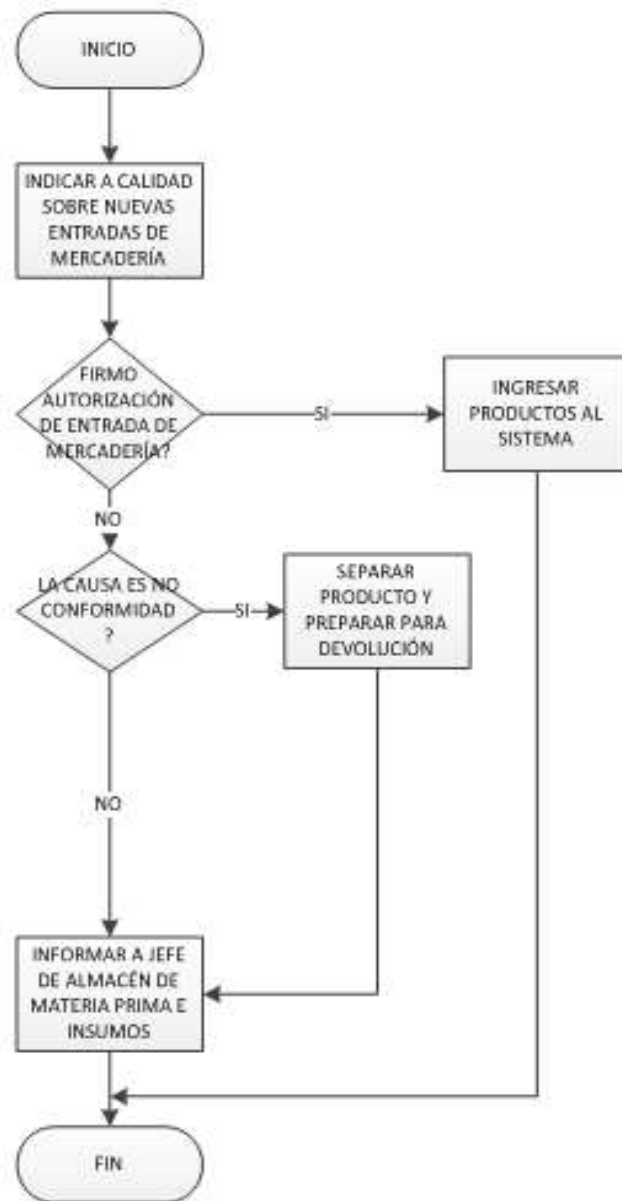 INICIO
INDICAR A CALIDAD
SOBRE NUEVAS
ENTRADAS DE
MERCADERÍA
FIRMO
AUTORIZACIÓN
DE ENTRADA DE
MERCADERÍA?
SI
INGRESAR
PRODUCTOS AL
SISTEMA
NO
LA CAUSA ES NO
CONFORMIDAD
?
SI
SEPARAR
PRODUCTO Y
PREPARAR PARA
DEVOLUCIÓN
NO
INFORMAR A JEFE
DE ALMACÉN DE
MATERIA PRIMA E
INSUMOS
FIN